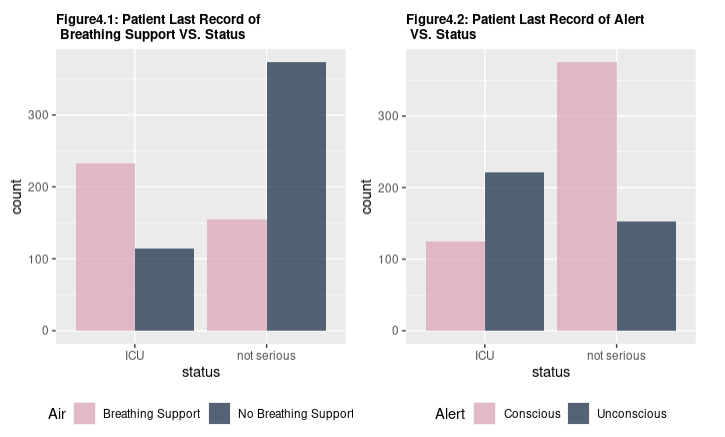 Figure4.1: Patient Last Record of
Breathing Support VS. Status
300
200
100
0
count
ICU
not serious
status
Air
Breathing Support
No Breathing Support
Figure4.2: Patient Last Record of Alert
VS. Status
300
200
100
0
count
ICU
not serious
status
Alert
Conscious
Unconscious